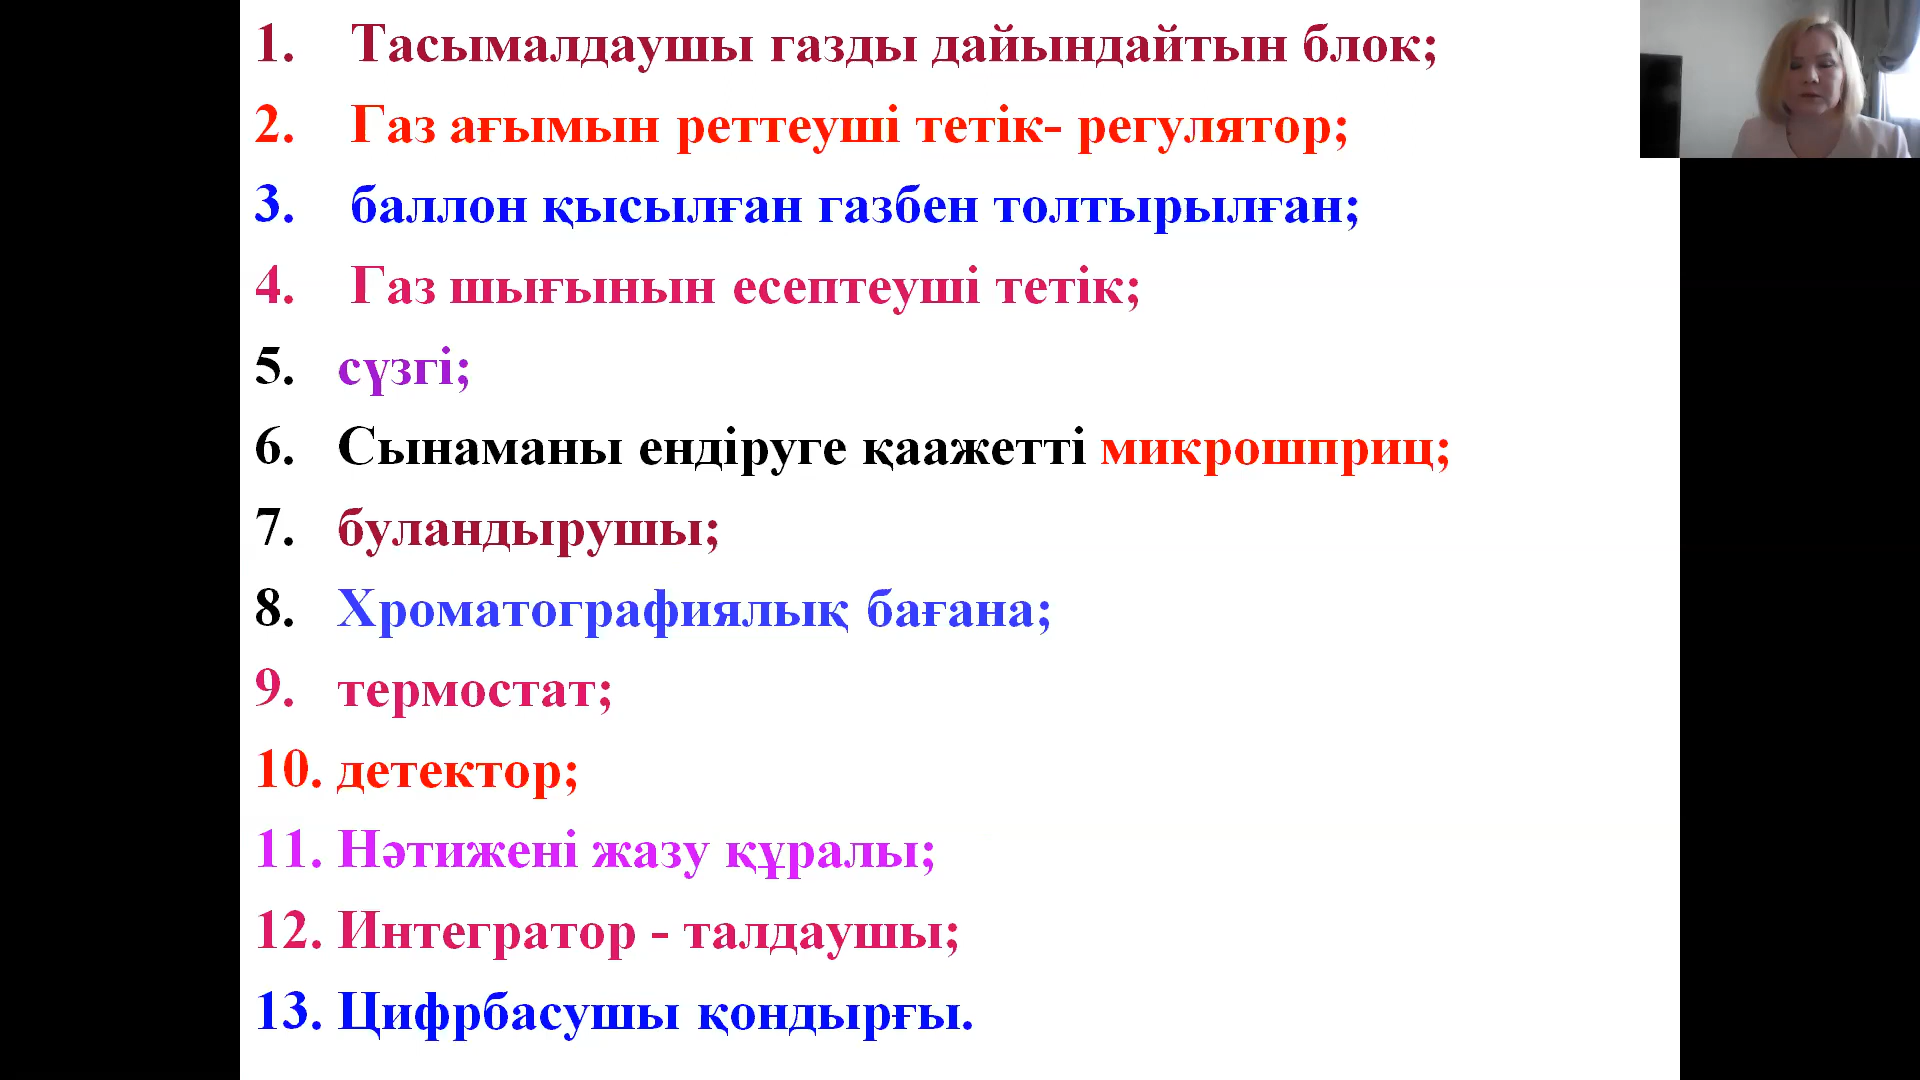 1. Тасымалдаушы газды дайындайтын блок;
2. Газ ағымын реттеуші тетік- регулятор;
3. баллон қысылған газбен толтырылған;
4. Газ шығынын есептеуші тетік;
5. сүзгі;
6. Сынаманы ендіруге қаажетті микрошприц;
7. буландырушы;
8. Хроматографиялық бағана;
9. термостат;
10. детектор;
11. Нәтижені жазу құралы;
12. Интегратор - талдаушы;
13. Цифрбасушы қондырғы.